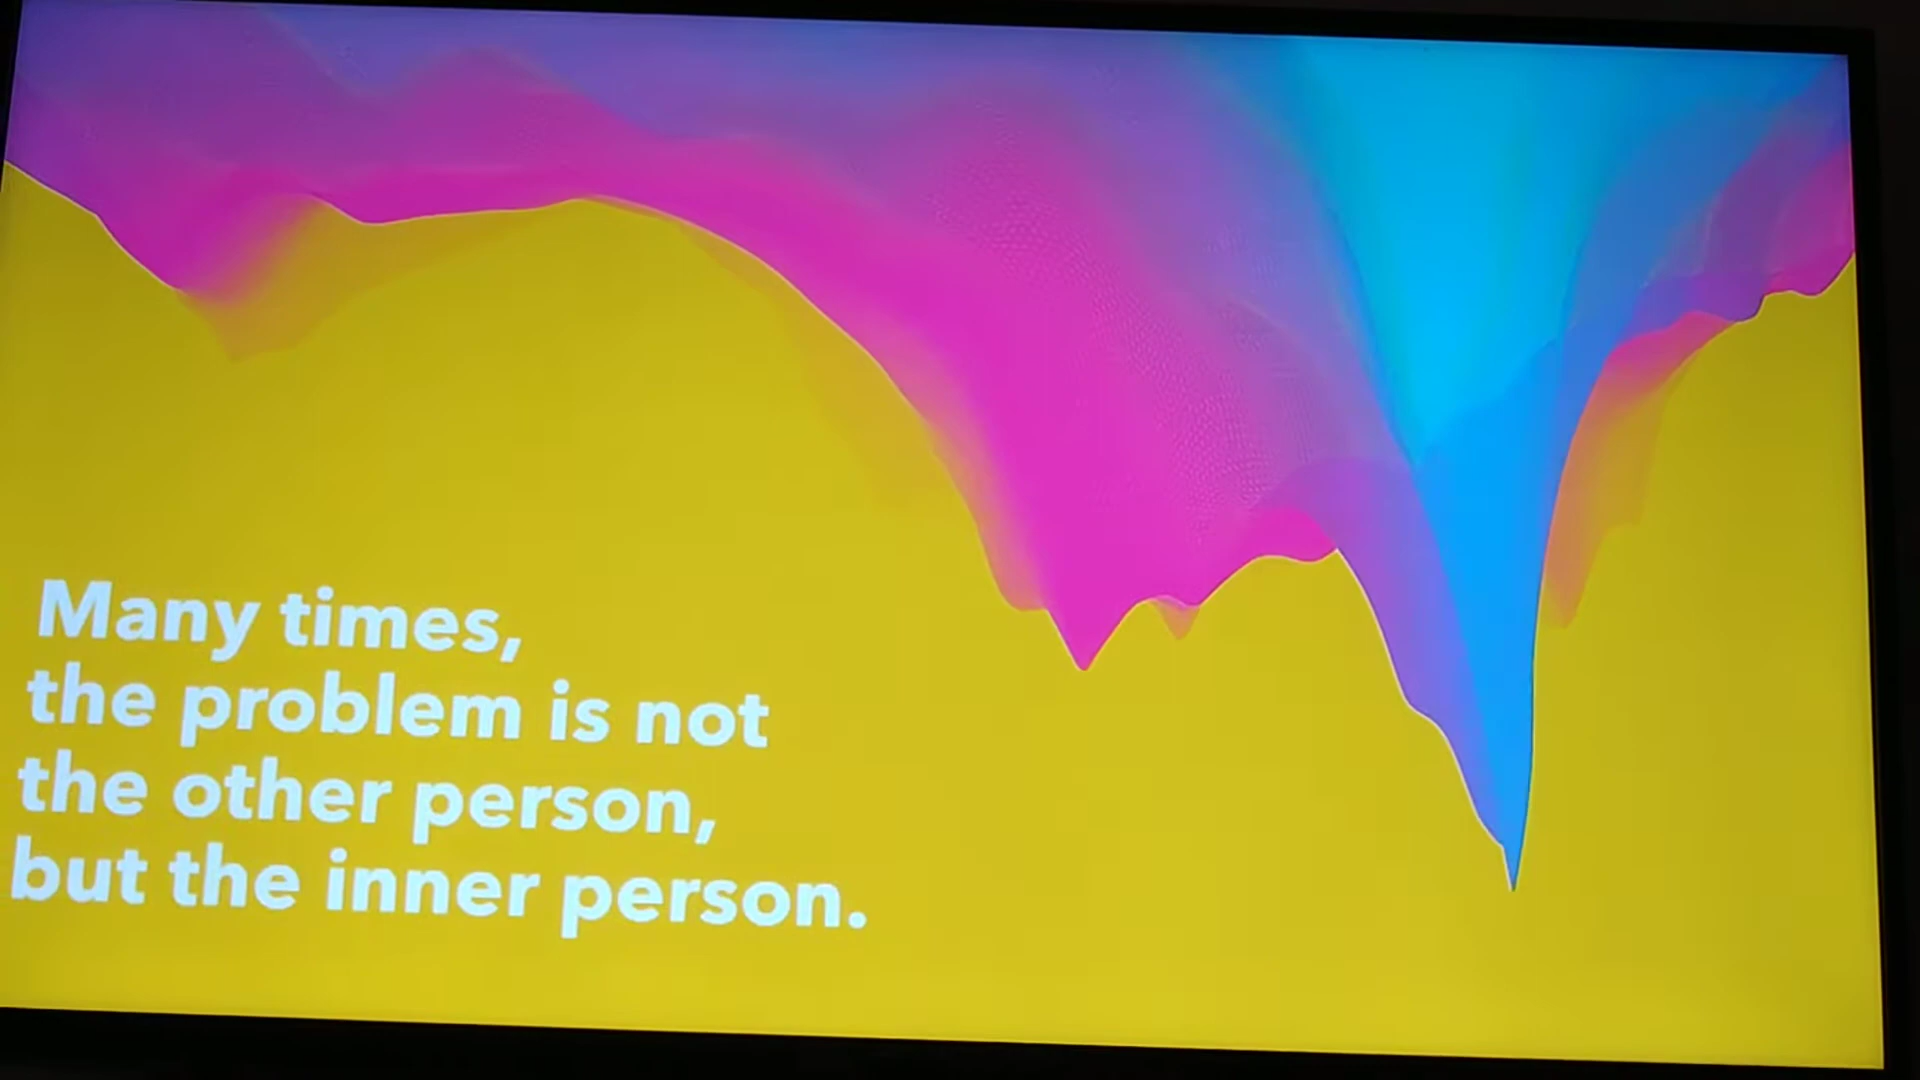 Many times,
the problem is not
the other person,
but the inner person.